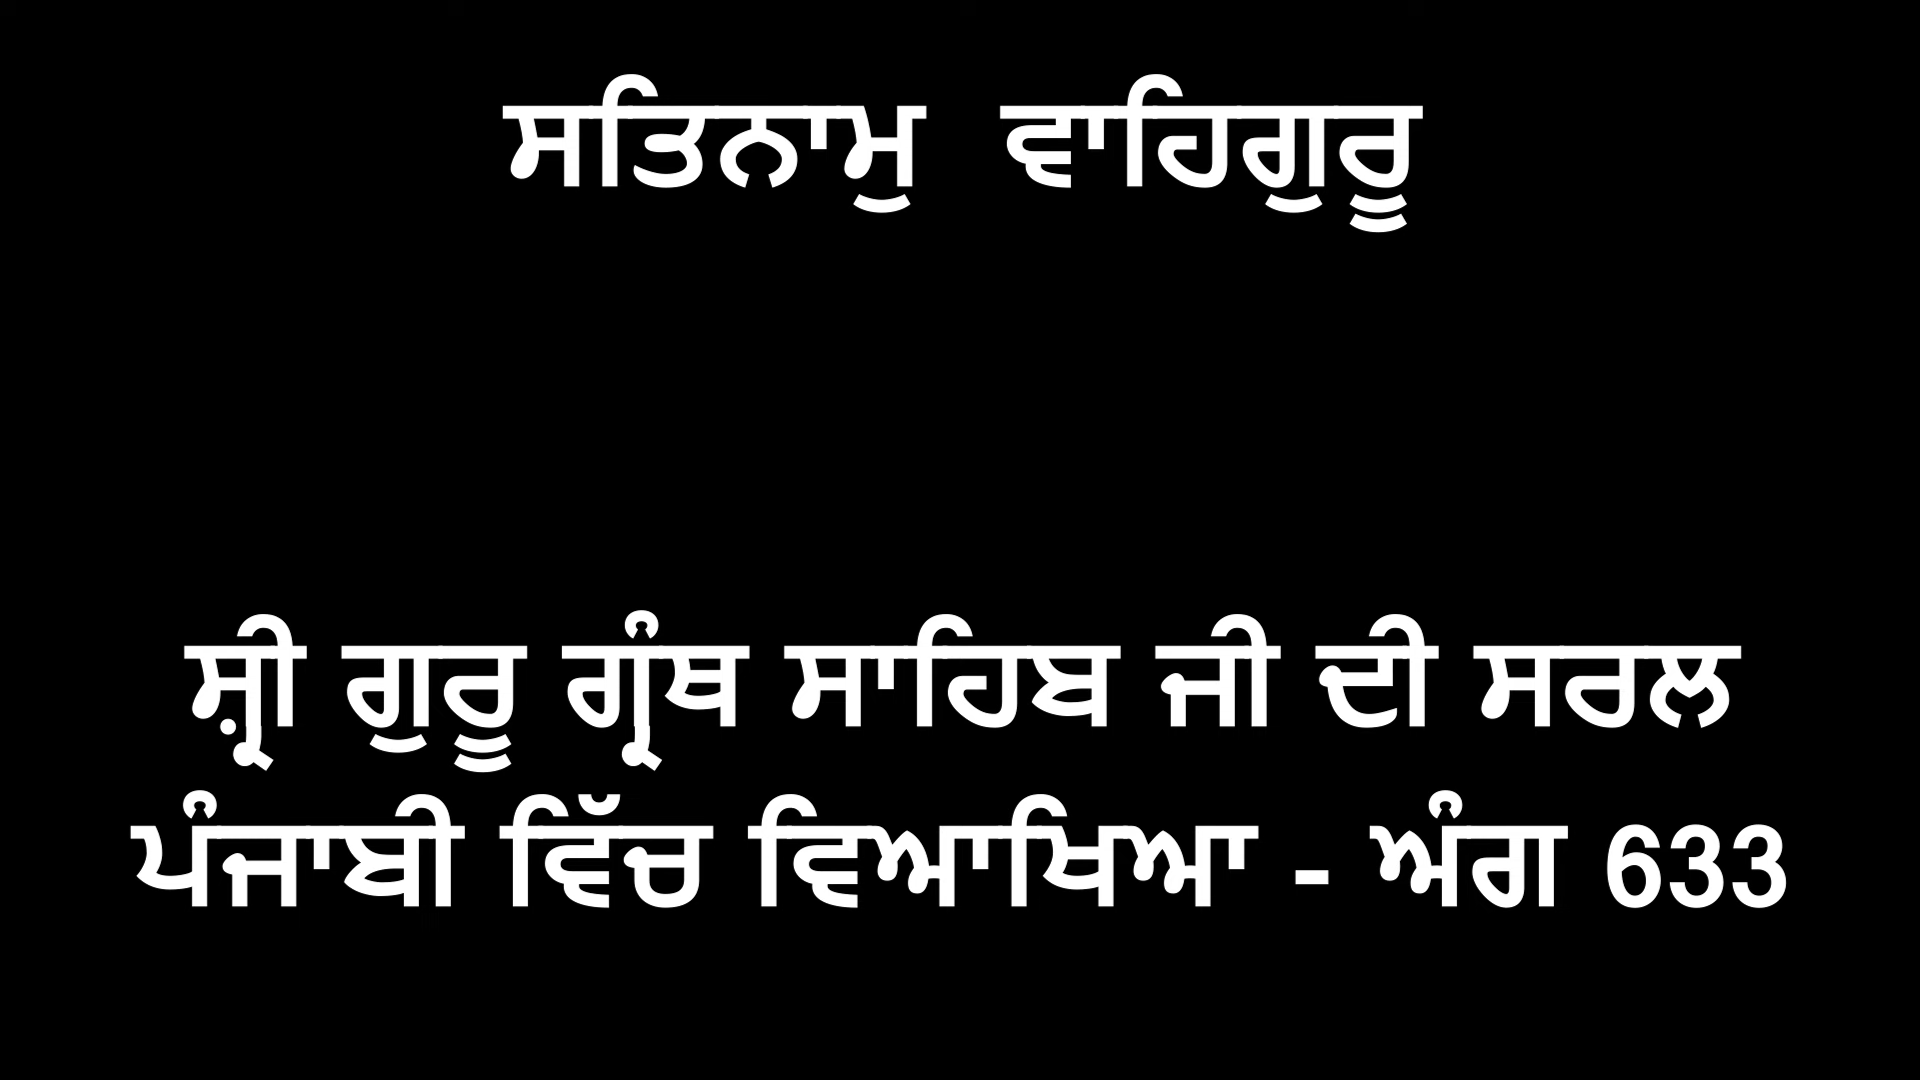 ਸਤਿਨਾਮੁ ਵਾਹਿਗੁਰੂ
ਸ਼੍ਰੀ ਗੁਰੂ ਗ੍ਰੰਥ ਸਾਹਿਬ ਜੀ ਦੀ ਸਰਲ
ਪੰਜਾਬੀ ਵਿੱਚ ਵਿਆਖਿਆ - ਅੰਗ 633